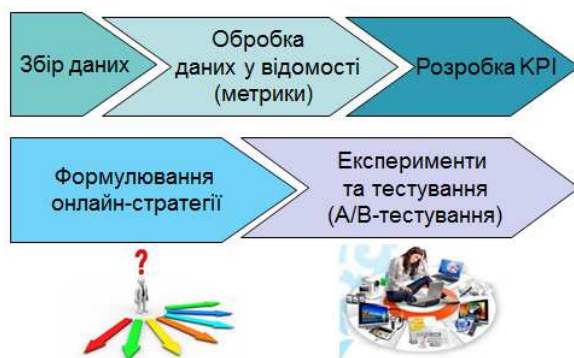 Збір даних
Обробка
даних у відомості
(метрики)
Розробка KPI
Формулювання
онлайн-стратегії
Експерименти
та тестування
(A/B-тестування)
?